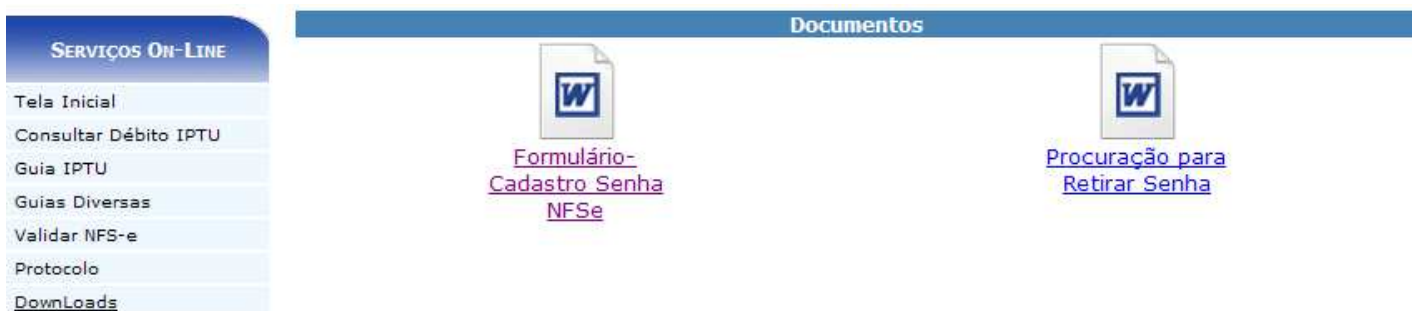 Serviços On-Line
Tela Inicial
Consultar Débito IPTU
Guia IPTU
Guias Diversas
Validar NFS-e
Protocolo
DownLoads
Documentos
W
Formulário-
Cadastro Senha
NFSe
W
Procuração para
Retirar Senha